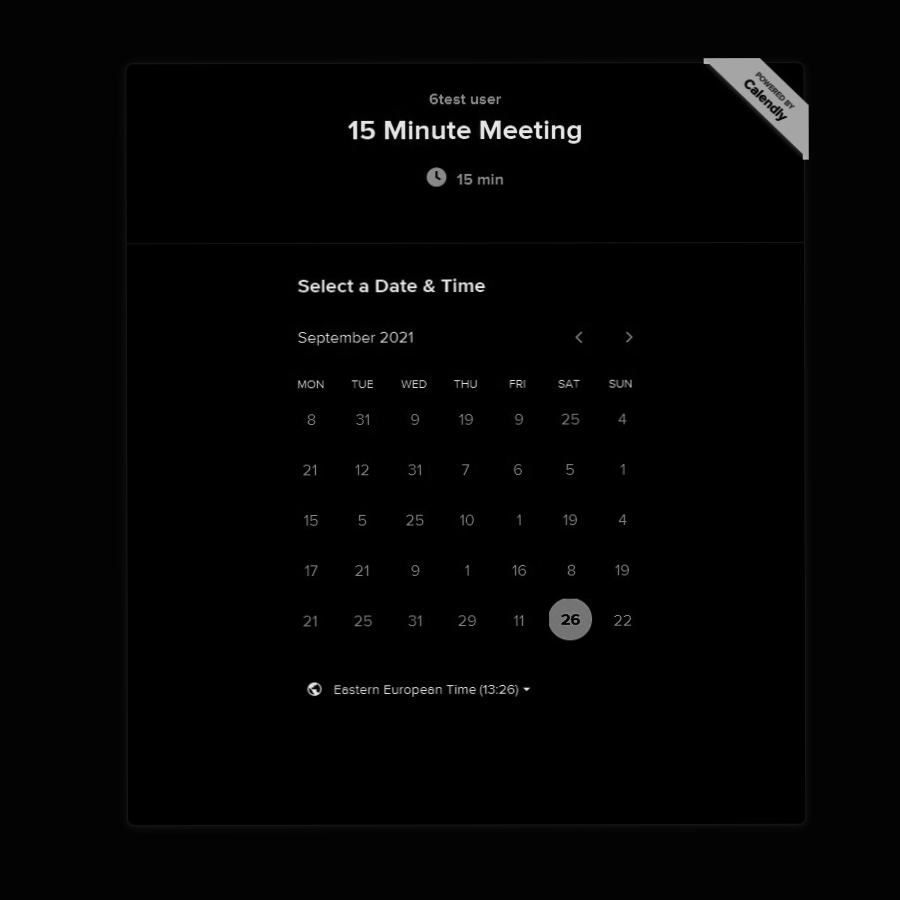 POWERED BY
Calendly
6test user
15 Minute Meeting
15 min
Select a Date & Time
September 2021
MON TUE WED THU FRI SAT SUN
8 31 9 19 9 25 4
21 12 31 7 6 5 1
15 5 25 10 1 19 4
17 21 9 1 16 8 19
21 25 31 29 11 26 22
Eastern European Time (13:26)